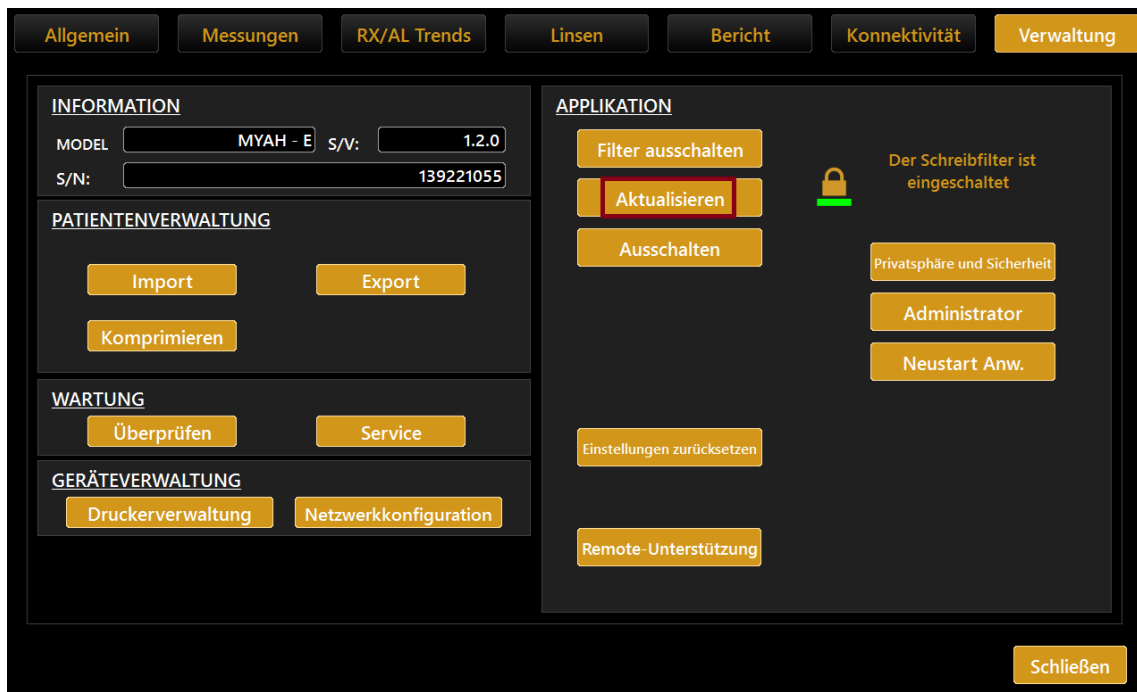 Allgemein Messungen RX/AL Trends Linsen Bericht Konnektivität Verwaltung
INFORMATION
MODEL MYAH - E S/V: 1.2.0
S/N: 139221055
PATIENTENVERWALTUNG
Import Export
Komprimieren
WARTUNG
Überprüfen Service
GERÄTEVERWALTUNG
Druckerverwaltung Netzwerkkonfiguration
APPLIKATION
Filter ausschalten
Aktualisieren
Ausschalten
Der Schreibfilter ist
eingeschaltet
Privatsphäre und Sicherheit
Administrator
Neustart Anw.
Einstellungen zurücksetzen
Remote-Unterstützung
Schließen